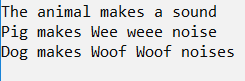 The animal makes a sound
Pig makes Wee weee noise
Dog makes Woof Woof noises